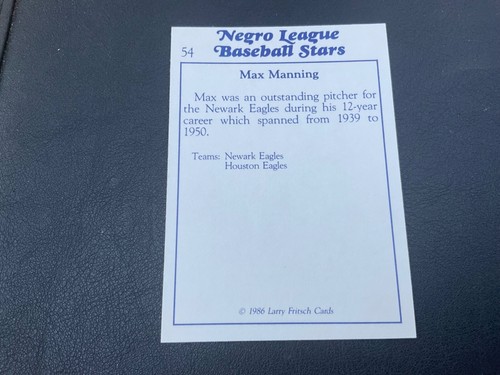 Negro League
54 Baseball Stars
Max Manning
Max was an outstanding pitcher for
the Newark Eagles during his 12-year
career which spanned from 1939 to
1950.
Teams: Newark Eagles
Houston Eagles
© 1986 Larry Fritsch Cards